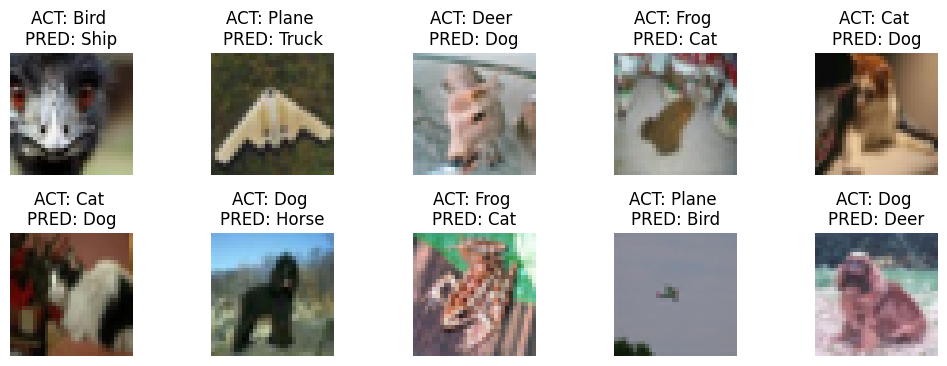 ACT: Bird
PRED: Ship
ACT: Plane
PRED: Truck
ACT: Deer
PRED: Dog
ACT: Frog
PRED: Cat
ACT: Cat
PRED: Dog
ACT: Cat
PRED: Dog
ACT: Dog
PRED: Horse
ACT: Frog
PRED: Cat
ACT: Plane
PRED: Bird
ACT: Dog
PRED: Deer